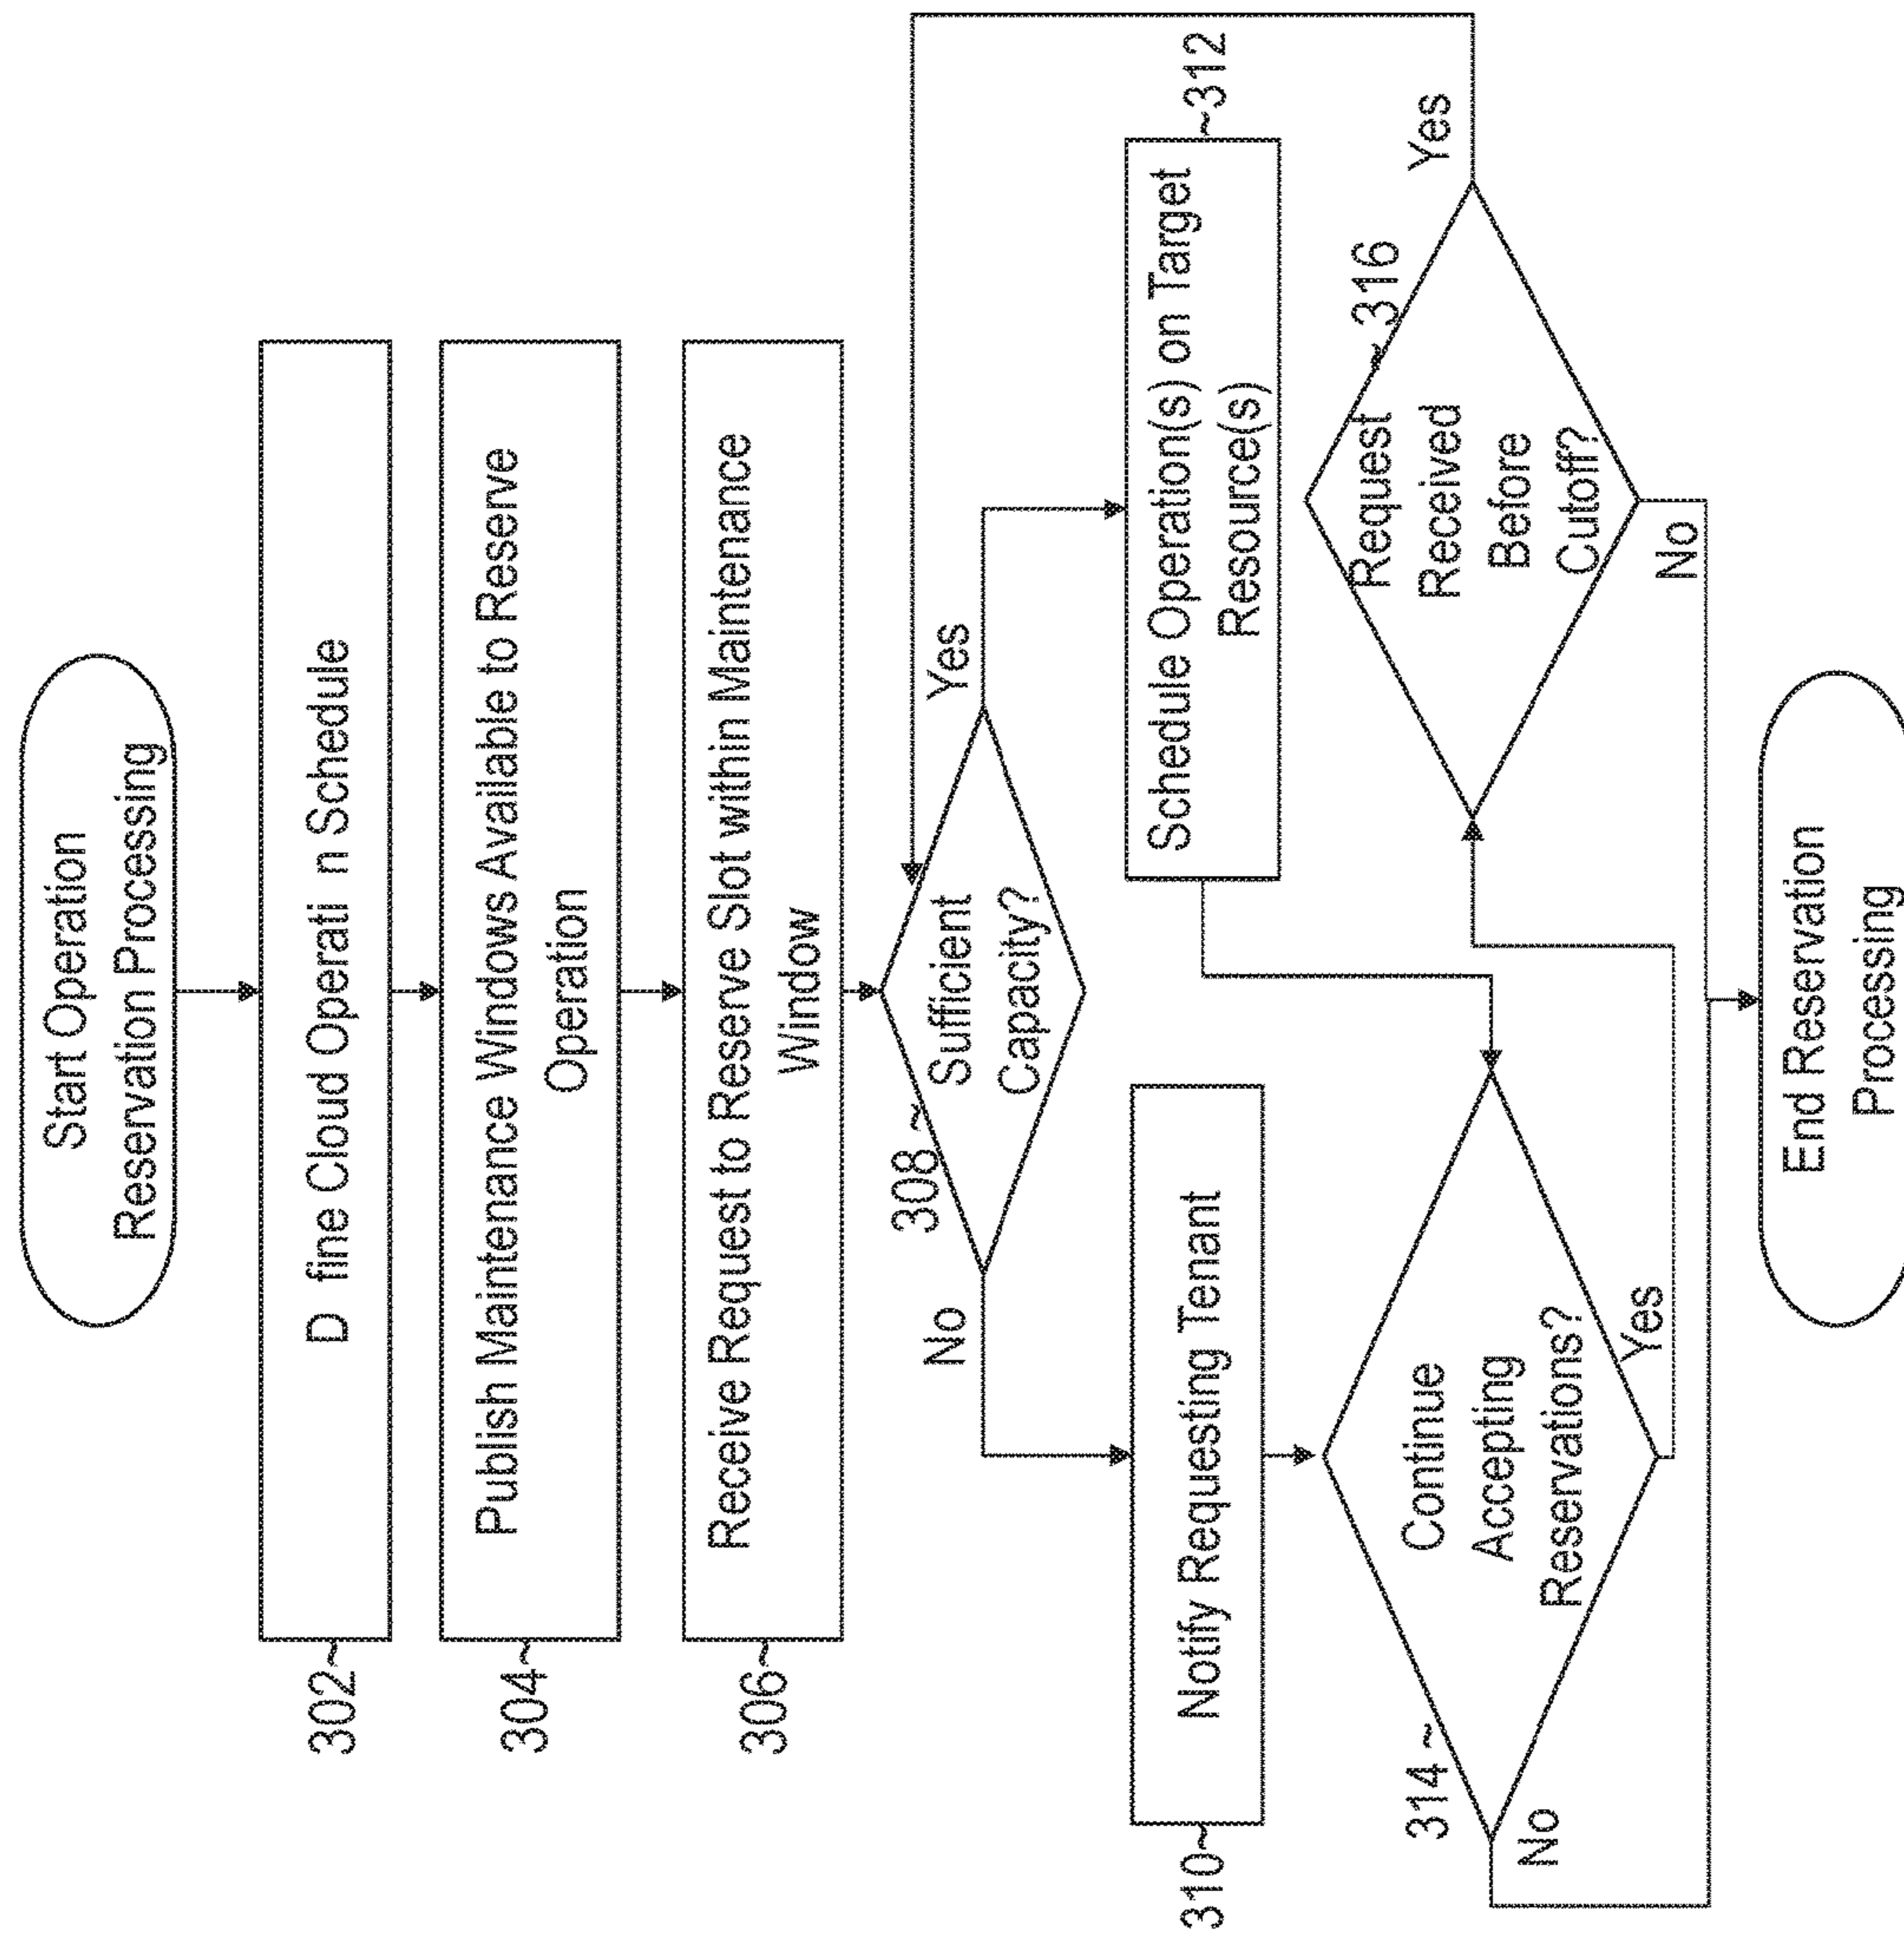 Start Operation
Reservation Processing
302~
D fine Cloud Operati n Schedule
304~
Publish Maintenance Windows Available to Reserve
Operation
306~
Receive Request to Reserve Slot within Maintenance
Window
308 ~
Sufficient
Capacity?
No
Yes
310~
Notify Requesting Tenant
Schedule Operation(s) on Target
Resource(s)
~312
314 ~
Continue
Accepting
Reservations?
No
Yes
~ 316
Request
Received
Before
Cutoff?
Yes
No
End Reservation
Processing